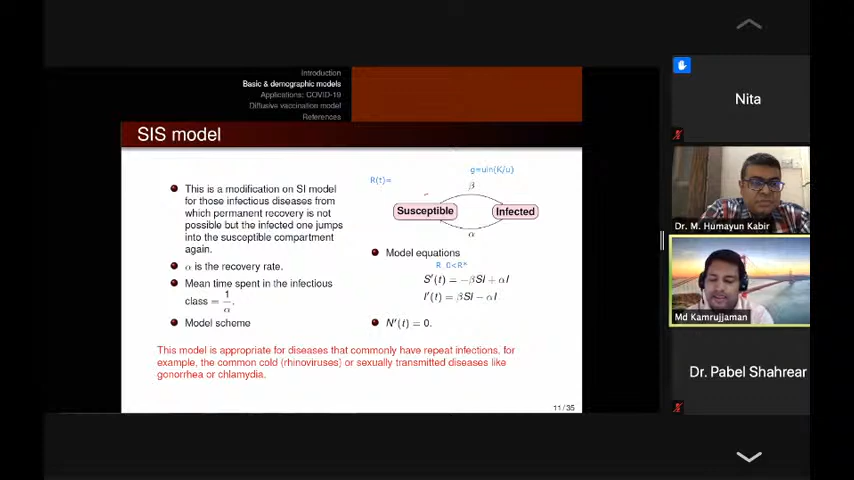 Introduction
Basic & demographic models
Applications: COVID-19
Diffusive vaccination model
References
SIS model
This is a modification on SI model
for those infectious diseases from
which permanent recovery is not
possible but the infected one jumps
into the susceptible compartment
again.
α is the recovery rate.
Mean time spent in the infectious
class = 1/α.
Model scheme
R(t)=
g=uln(K/u)
β
Susceptible
Infected
α
Model equations
R_0<R*
S′(t) = −βSI + αI
I′(t) = βSI − αI
N′(t) = 0.
This model is appropriate for diseases that commonly have repeat infections, for
example, the common cold (rhinoviruses) or sexually transmitted diseases like
gonorrhea or chlamydia.
11/35
Nita
Dr. M. Humayun Kabir
Md Kamrujjaman
Dr. Pabel Shahrear